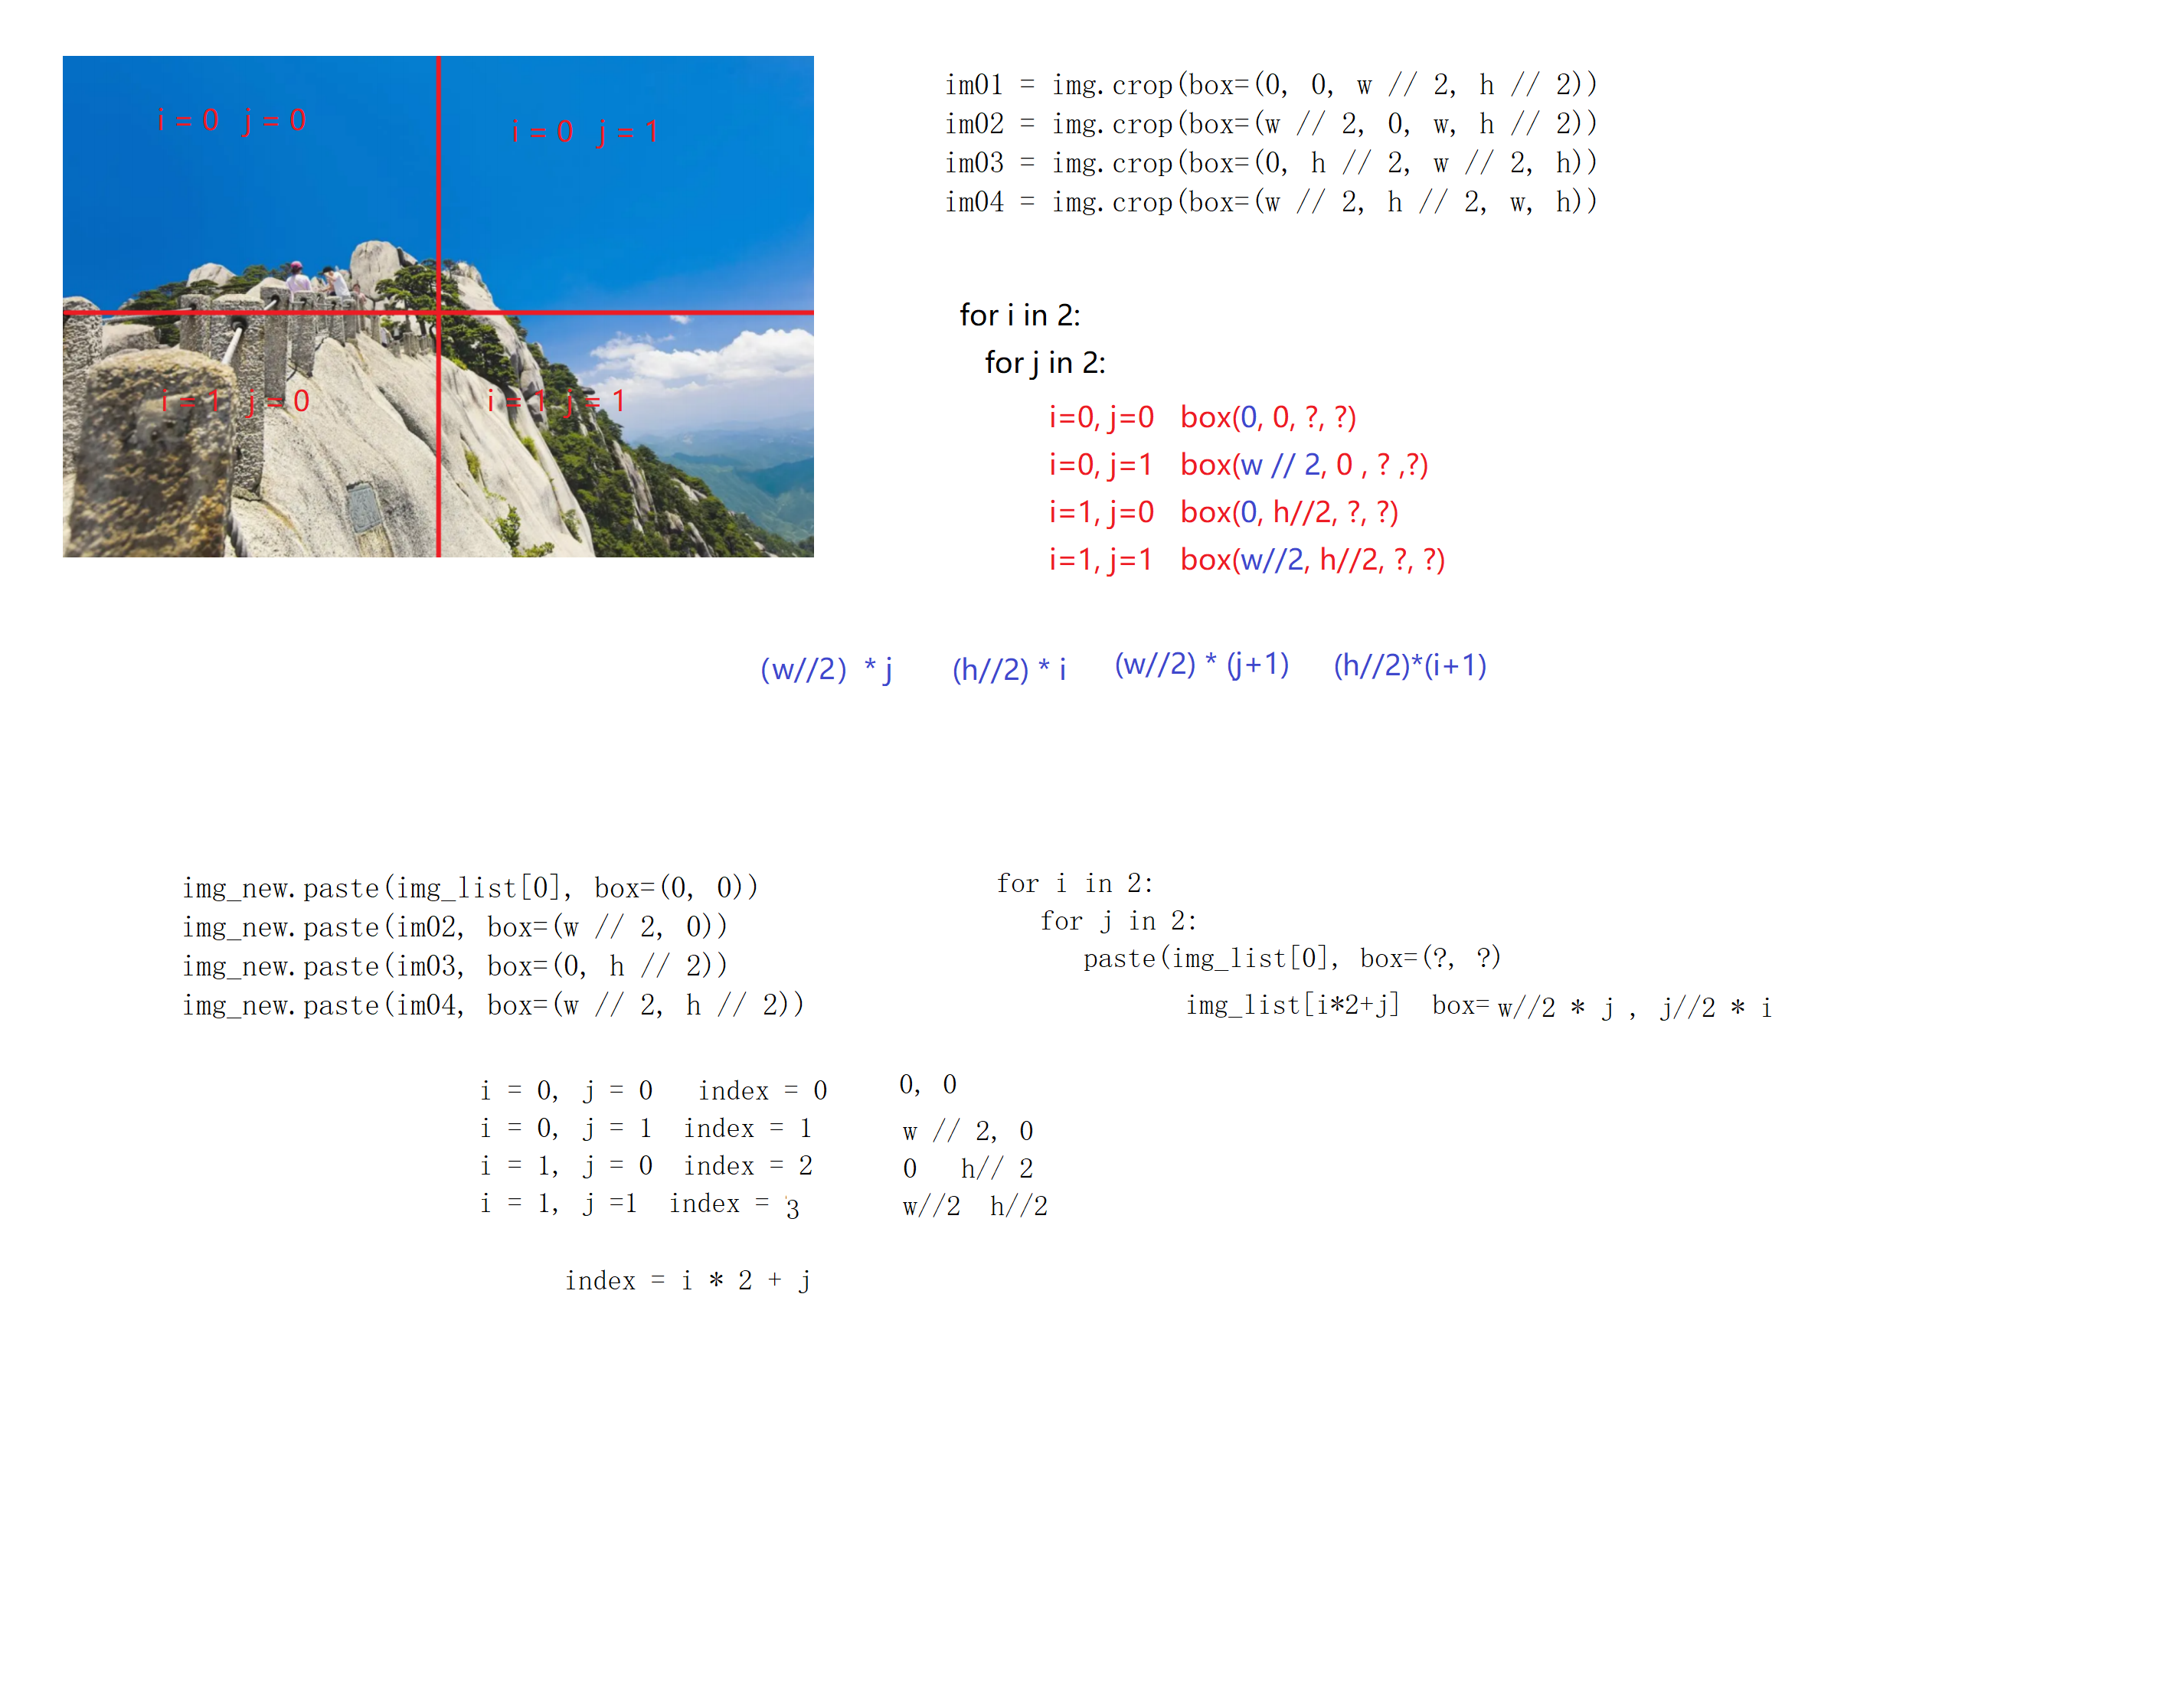 i = 0 j = 0
i = 0 j = 1
i = 1 j = 0
i = 1 j = 1
im01 = img.crop(box=(0, 0, w // 2, h // 2))
im02 = img.crop(box=(w // 2, 0, w, h // 2))
im03 = img.crop(box=(0, h // 2, w // 2, h))
im04 = img.crop(box=(w // 2, h // 2, w, h))
for i in 2:
for j in 2:
i=0, j=0 box(0, 0, ?, ?)
i=0, j=1 box(w // 2, 0 , ? ,?)
i=1, j=0 box(0, h//2, ?, ?)
i=1, j=1 box(w//2, h//2, ?, ?)
(w//2) * j (h//2) * i (w//2) * (j+1) (h//2)*(i+1)
img_new.paste(img_list[0], box=(0, 0))
img_new.paste(im02, box=(w // 2, 0))
img_new.paste(im03, box=(0, h // 2))
img_new.paste(im04, box=(w // 2, h // 2))
for i in 2:
for j in 2:
paste(img_list[0], box=(?, ?)
img_list[i*2+j] box= w//2 * j , j//2 * i
i = 0, j = 0 index = 0 0, 0
i = 0, j = 1 index = 1 w // 2, 0
i = 1, j = 0 index = 2 0 h// 2
i = 1, j =1 index = 3 w//2 h//2
index = i * 2 + j